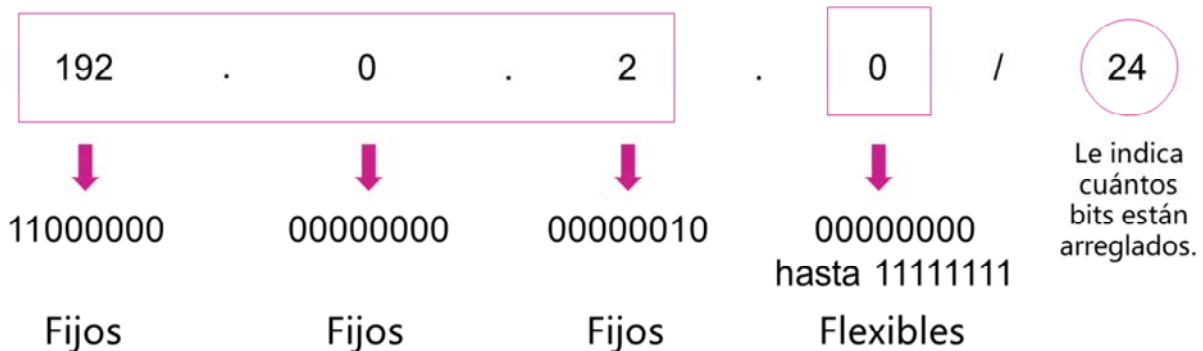 192 . 0 . 2 . 0 / 24
11000000 00000000 00000010 00000000
hasta 11111111
Fijos Fijos Fijos Flexibles
Le indica
cuántos
bits están
arreglados.